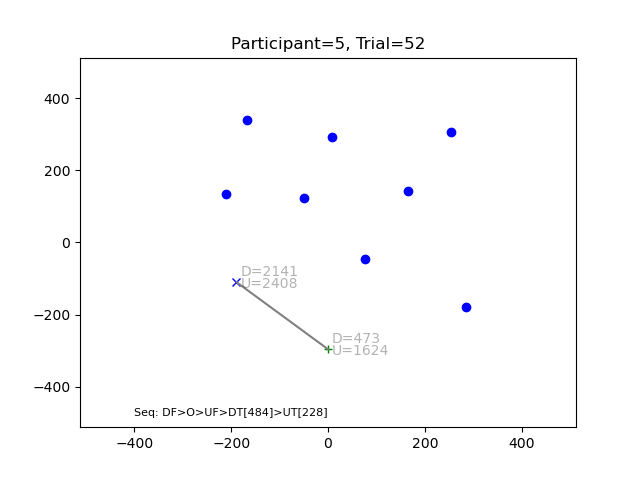 Participant=5, Trial=52
400
200
0
−200
−400
D=2141
U=2408
D=473
U=1624
Seq: DF>O>UF>DT[484]>UT[228]
−400
−200
0
200
400